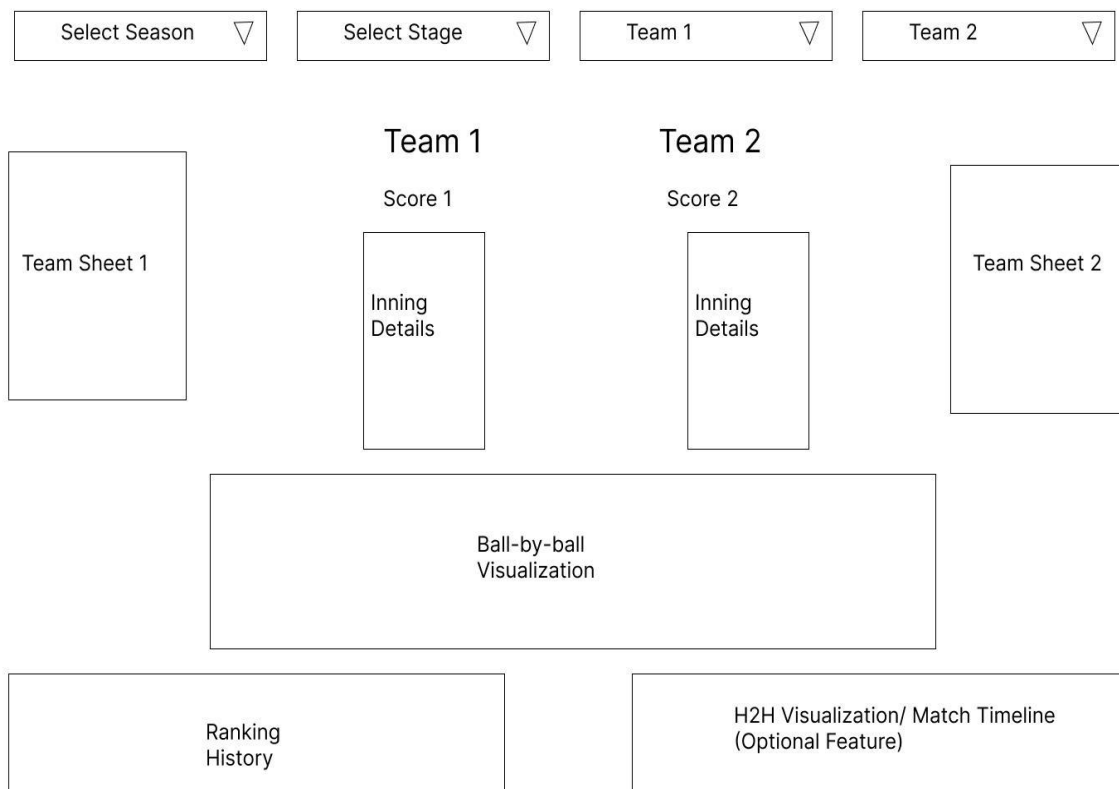 Select Season
Select Stage
Team 1
Team 2
Team 1
Team 2
Score 1
Score 2
Team Sheet 1
Team Sheet 2
Inning
Details
Inning
Details
Ball-by-ball
Visualization
Ranking
History
H2H Visualization/ Match Timeline
(Optional Feature)